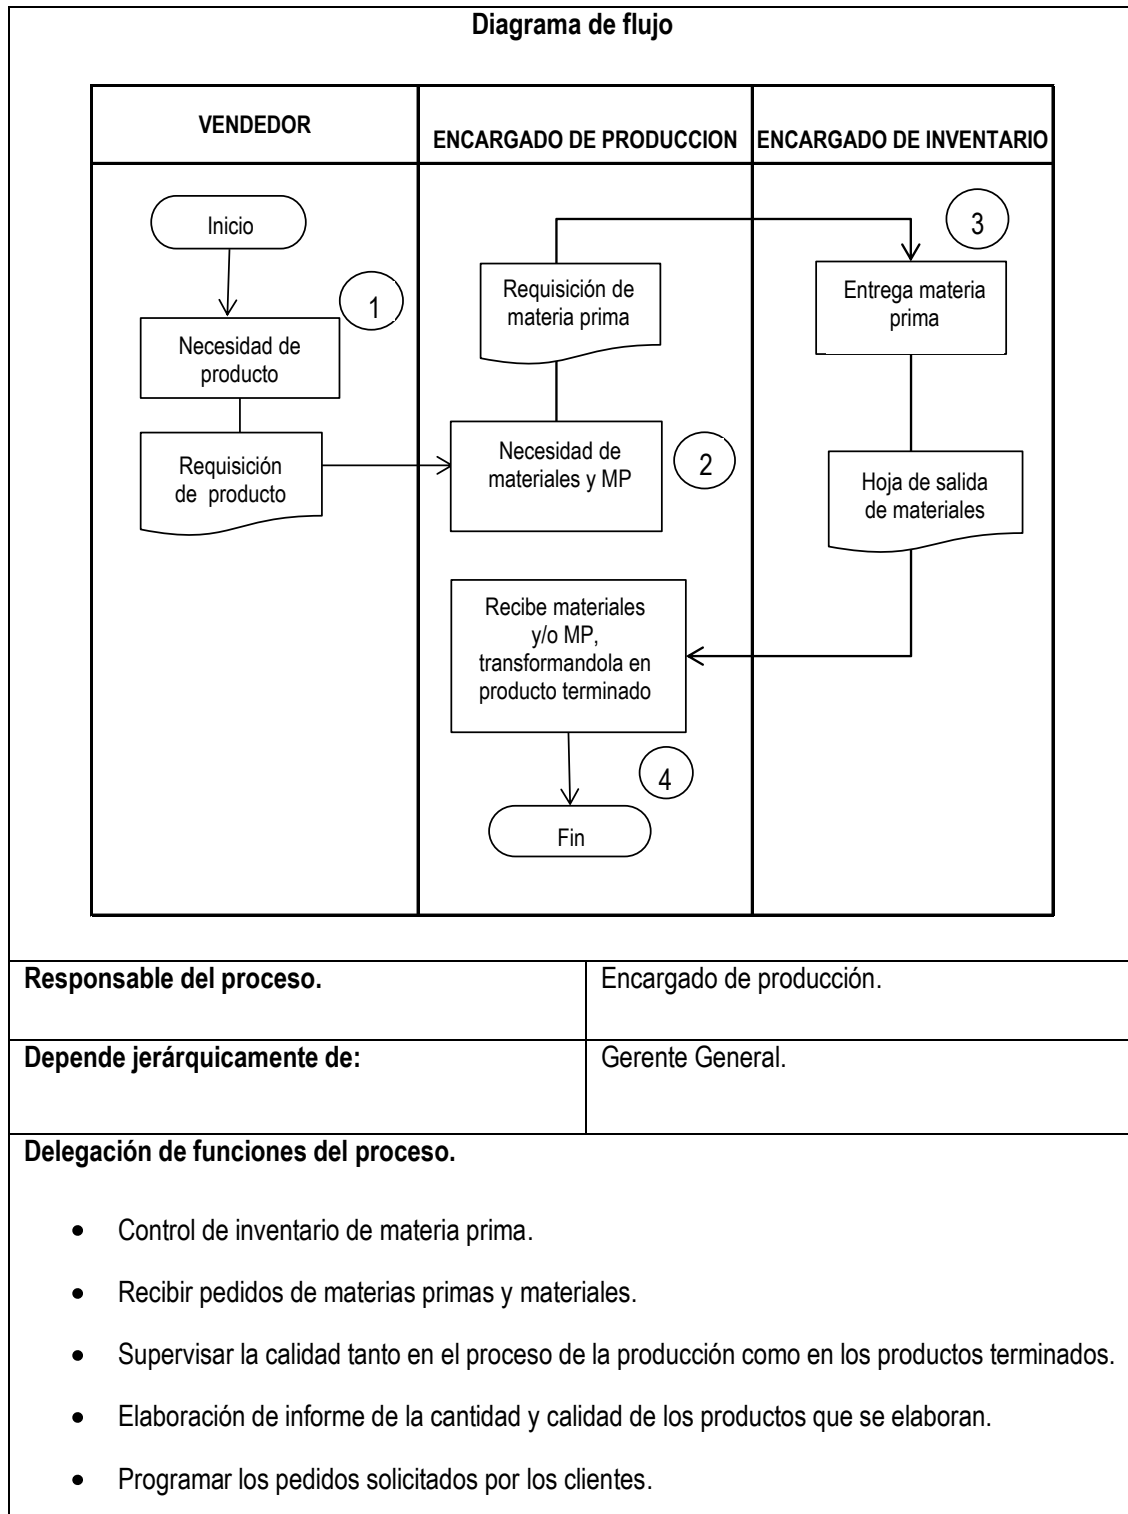 Diagrama de flujo
VENDEDOR
ENCARGADO DE PRODUCCION
ENCARGADO DE INVENTARIO
Inicio
1
Necesidad de
producto
Requisición
de producto
Requisición de
materia prima
Necesidad de
materiales y MP
2
3
Entrega materia
prima
Hoja de salida
de materiales
Recibe materiales
y/o MP,
transformandola en
producto terminado
4
Fin
Responsable del proceso.
Encargado de producción.
Depende jerárquicamente de:
Gerente General.
Delegación de funciones del proceso.
• Control de inventario de materia prima.
• Recibir pedidos de materias primas y materiales.
• Supervisar la calidad tanto en el proceso de la producción como en los productos terminados.
• Elaboración de informe de la cantidad y calidad de los productos que se elaboran.
• Programar los pedidos solicitados por los clientes.